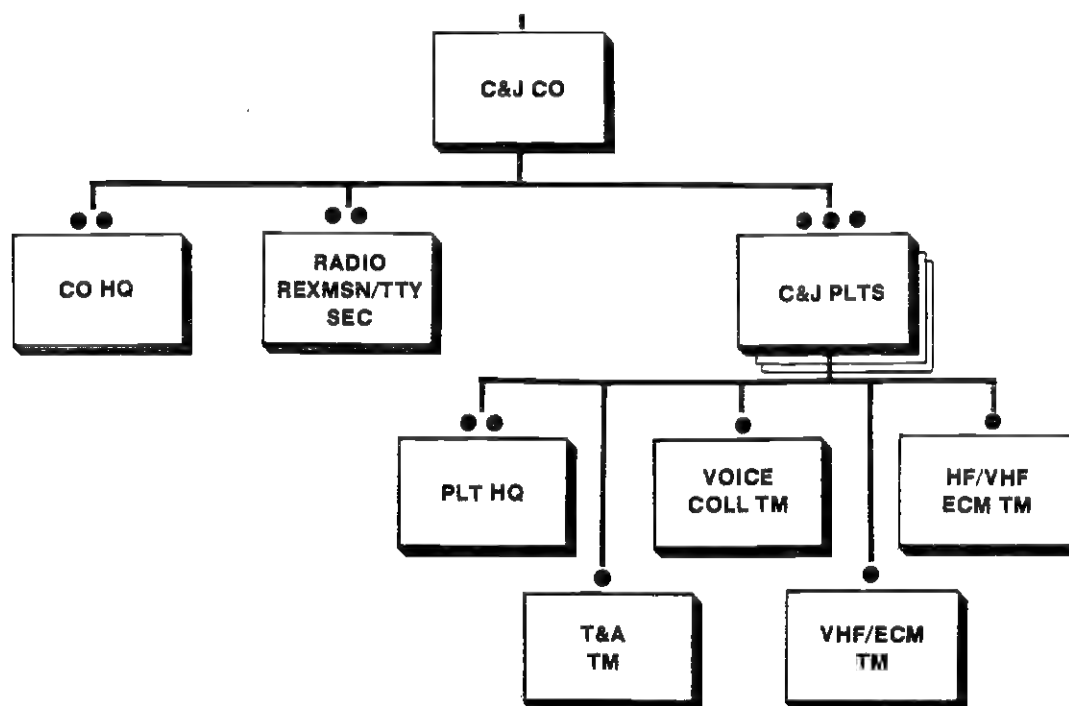 C&J CO
CO HQ
RADIO
REXMSN/TTY
SEC
C&J PLTS
PLT HQ
VOICE
COLL TM
HF/VHF
ECM TM
T&A
TM
VHF/ECM
TM